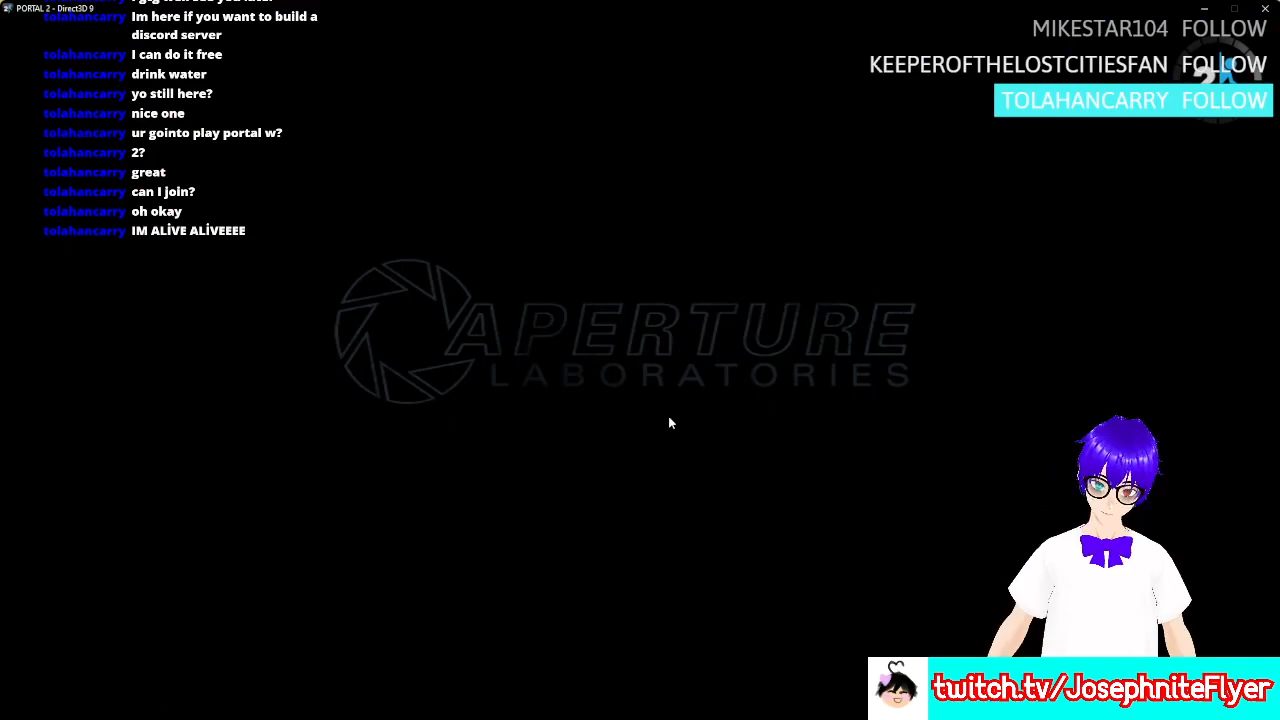 PORTAL 2 - Direct3D 9
tolahancarry Im here if you want to build a
discord server
tolahancarry I can do it free
tolahancarry drink water
tolahancarry yo still here?
tolahancarry nice one
tolahancarry ur gointo play portal w?
tolahancarry 2?
tolahancarry great
tolahancarry can I join?
tolahancarry oh okay
tolahancarry IM ALİVE ALİVEEEE
MIKESTAR104 FOLLOW
KEEPEROFTHELOSTCITIESFAN FOLLOW
TOLAHANCARRY FOLLOW
2
APERTURE
LABORATORIES
twitch.tv/JosephniteFlyer